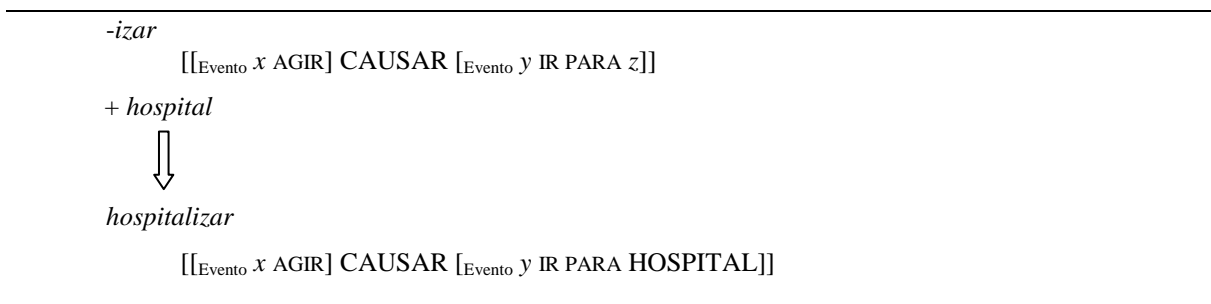 -izar
[[Evento x AGIR] CAUSAR [Evento y IR PARA z]]
+ hospital
hospitalizar
[[Evento x AGIR] CAUSAR [Evento y IR PARA HOSPITAL]]